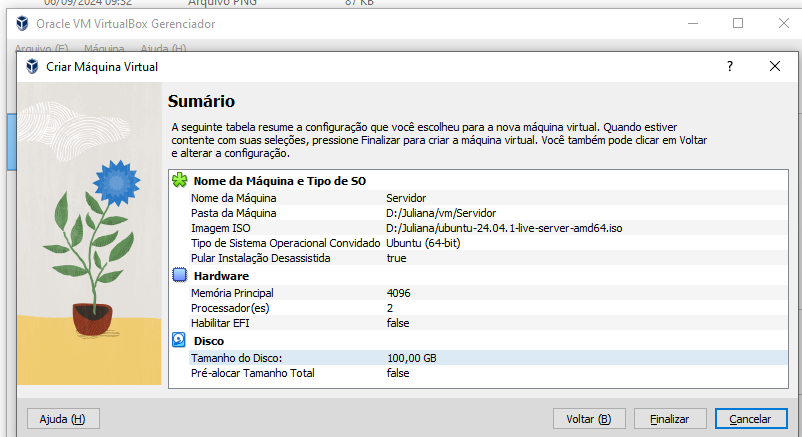 06/09/2024 09:32 Arquivo PNG 87 KB
Oracle VM VirtualBox Gerenciador
Arquivo (F) Máquina Ajuda (H)
Criar Máquina Virtual ?
Sumário
A seguinte tabela resume a configuração que você escolheu para a nova máquina virtual. Quando estiver
contente com suas seleções, pressione Finalizar para criar a máquina virtual. Você também pode clicar em Voltar
e alterar a configuração.
Nome da Máquina e Tipo de SO
Nome da Máquina Servidor
Pasta da Máquina D:/Juliana/vm/Servidor
Imagem ISO D:/Juliana/ubuntu-24.04.1-live-server-amd64.iso
Tipo de Sistema Operacional Convidado Ubuntu (64-bit)
Pular Instalação Desassistida true
Hardware
Memória Principal 4096
Processador(es) 2
Habilitar EFI false
Disco
Tamanho do Disco: 100,00 GB
Pré-alocar Tamanho Total false
Ajuda (H) Voltar (B) Finalizar Cancelar